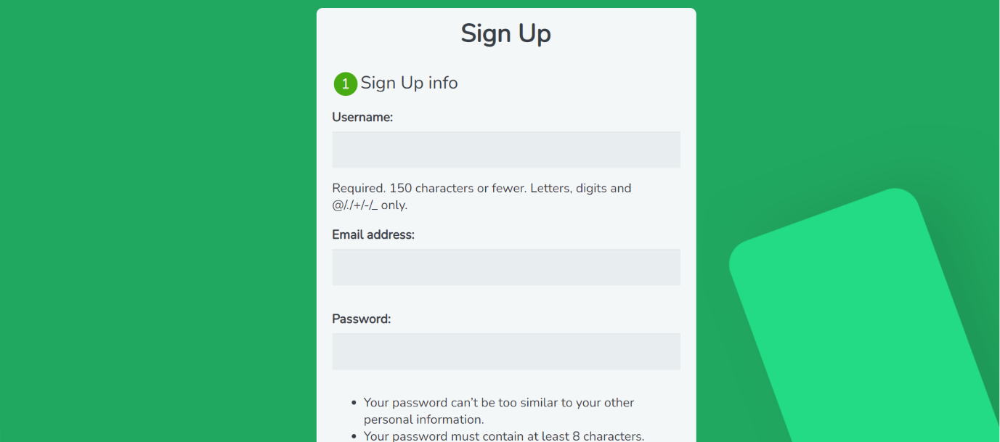 Sign Up
1 Sign Up info
Username:
Required. 150 characters or fewer. Letters, digits and
@/./+/-/_ only.
Email address:
Password:
• Your password can't be too similar to your other
personal information.
• Your password must contain at least 8 characters.